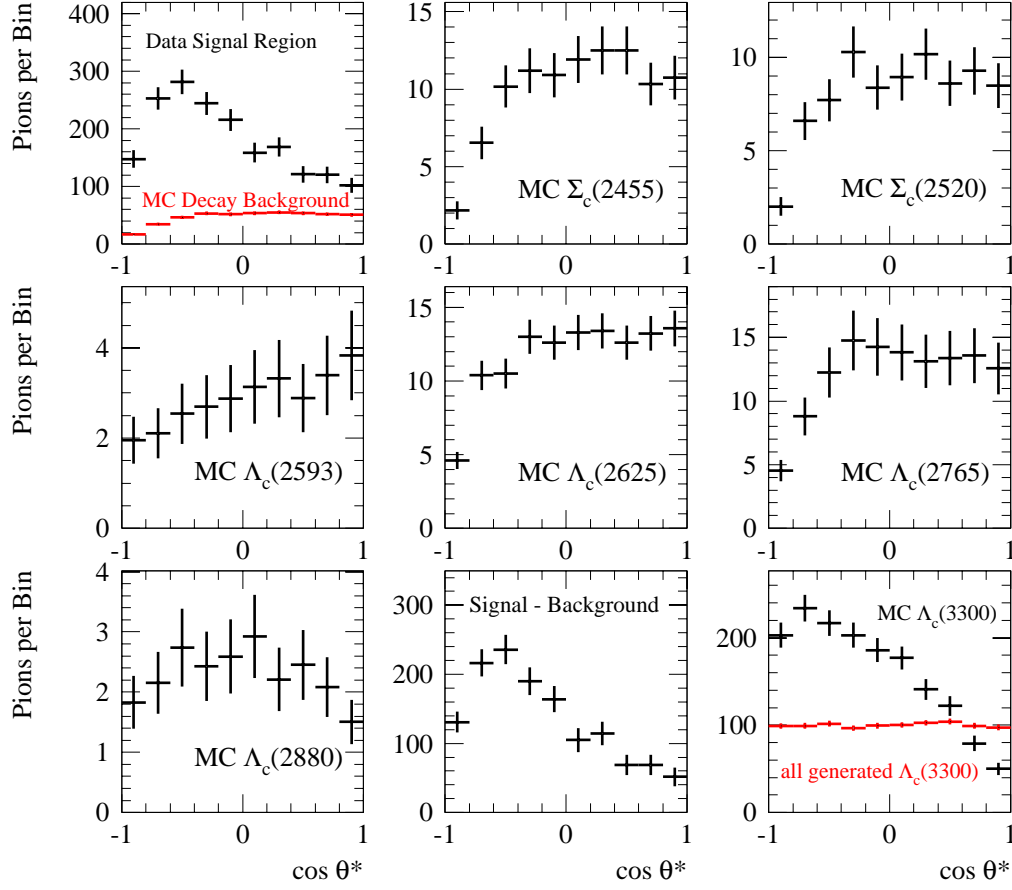 Pions per Bin
400
300
200
100
0
-1 0 1
Data Signal Region
MC Decay Background
15
10
5
0
-1 0 1
MC Σc(2455)
10
5
0
-1 0 1
MC Σc(2520)
Pions per Bin
4
2
0
-1 0 1
MC Λc(2593)
15
10
5
0
-1 0 1
MC Λc(2625)
15
10
5
0
-1 0 1
MC Λc(2765)
Pions per Bin
4
3
2
1
0
-1 0 1
MC Λc(2880)
300
200
100
0
-1 0 1
Signal - Background
cos θ*
200
100
0
-1 0 1
MC Λc(3300)
all generated Λc(3300)
cos θ*
cos θ*